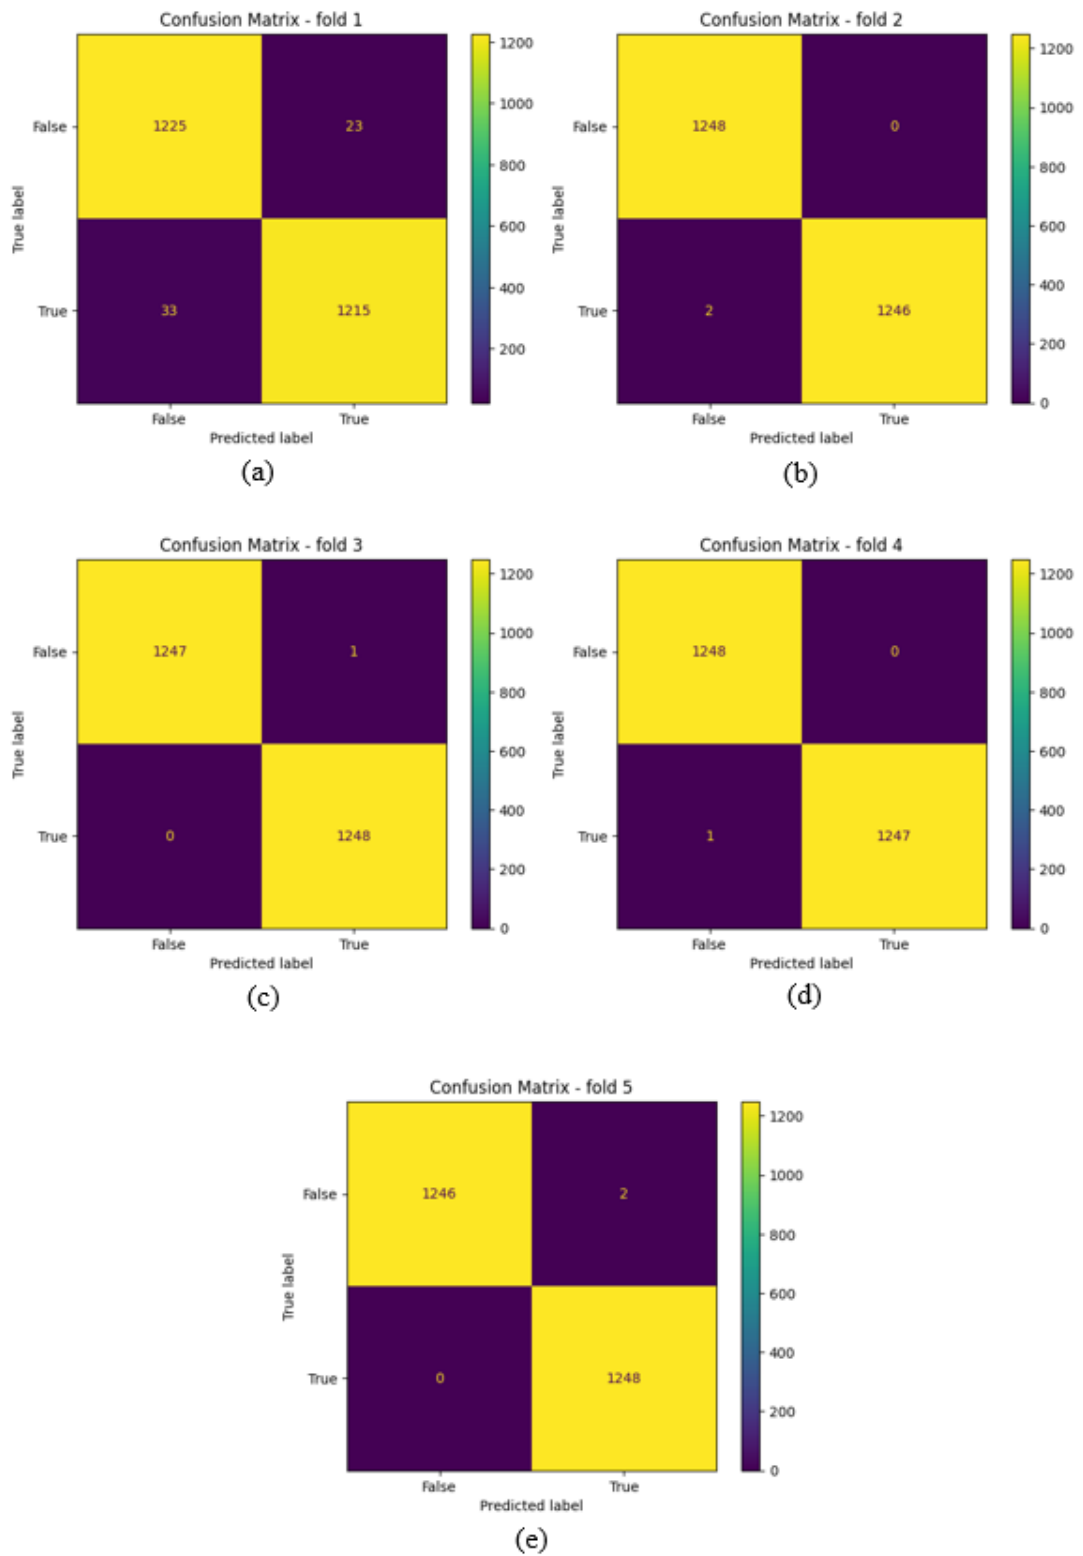 Confusion Matrix - fold 1
1200
1000
800
600
400
200
True label
False
True
1225
23
33
1215
False
True
Predicted label
(a)
Confusion Matrix - fold 2
1200
1000
800
600
400
200
0
True label
False
True
1248
0
2
1246
False
True
Predicted label
(b)
Confusion Matrix - fold 3
1200
1000
800
600
400
200
0
True label
False
True
1247
1
0
1248
False
True
Predicted label
(c)
Confusion Matrix - fold 4
1200
1000
800
600
400
200
0
True label
False
True
1248
0
1
1247
False
True
Predicted label
(d)
Confusion Matrix - fold 5
1200
1000
800
600
400
200
0
True label
False
True
1246
2
0
1248
False
True
Predicted label
(e)